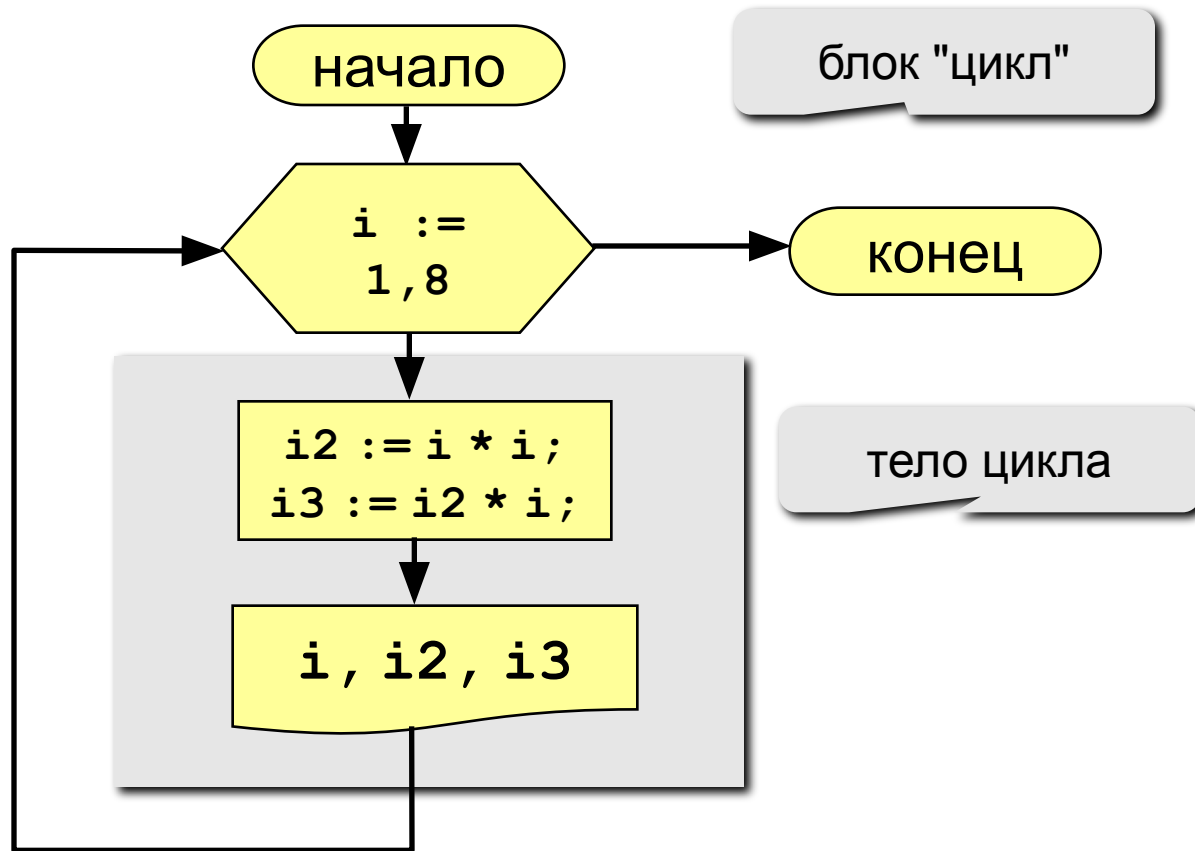 начало
блок "цикл"
i :=
1,8
конец
i2 := i * i;
i3 := i2 * i;
тело цикла
i, i2, i3